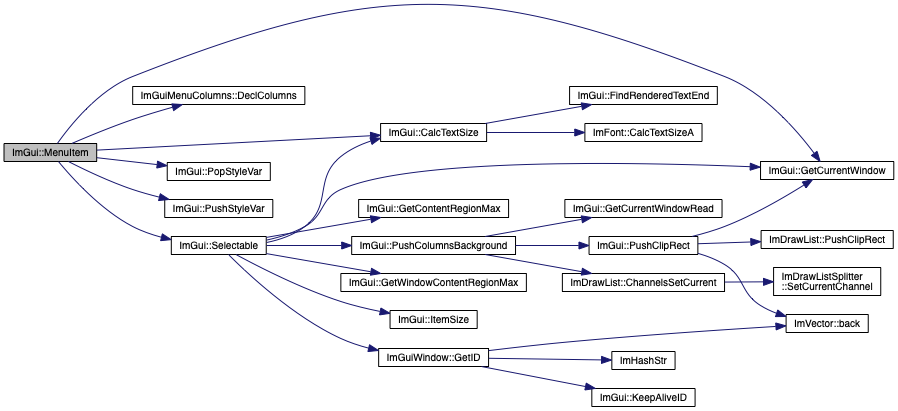 ImGui::MenuItem
ImGuiMenuColumns::DeclColumns
ImGui::CalcTextSize
ImGui::FindRenderedTextEnd
ImFont::CalcTextSizeA
ImGui::PopStyleVar
ImGui::PushStyleVar
ImGui::Selectable
ImGui::GetCurrentWindow
ImGui::GetContentRegionMax
ImGui::PushColumnsBackground
ImGui::GetWindowContentRegionMax
ImGui::ItemSize
ImGuiWindow::GetID
ImGui::GetCurrentWindowRead
ImGui::PushClipRect
ImDrawList::ChannelsSetCurrent
ImDrawList::PushClipRect
ImDrawListSplitter
::SetCurrentChannel
ImVector::back
ImHashStr
ImGui::KeepAliveID